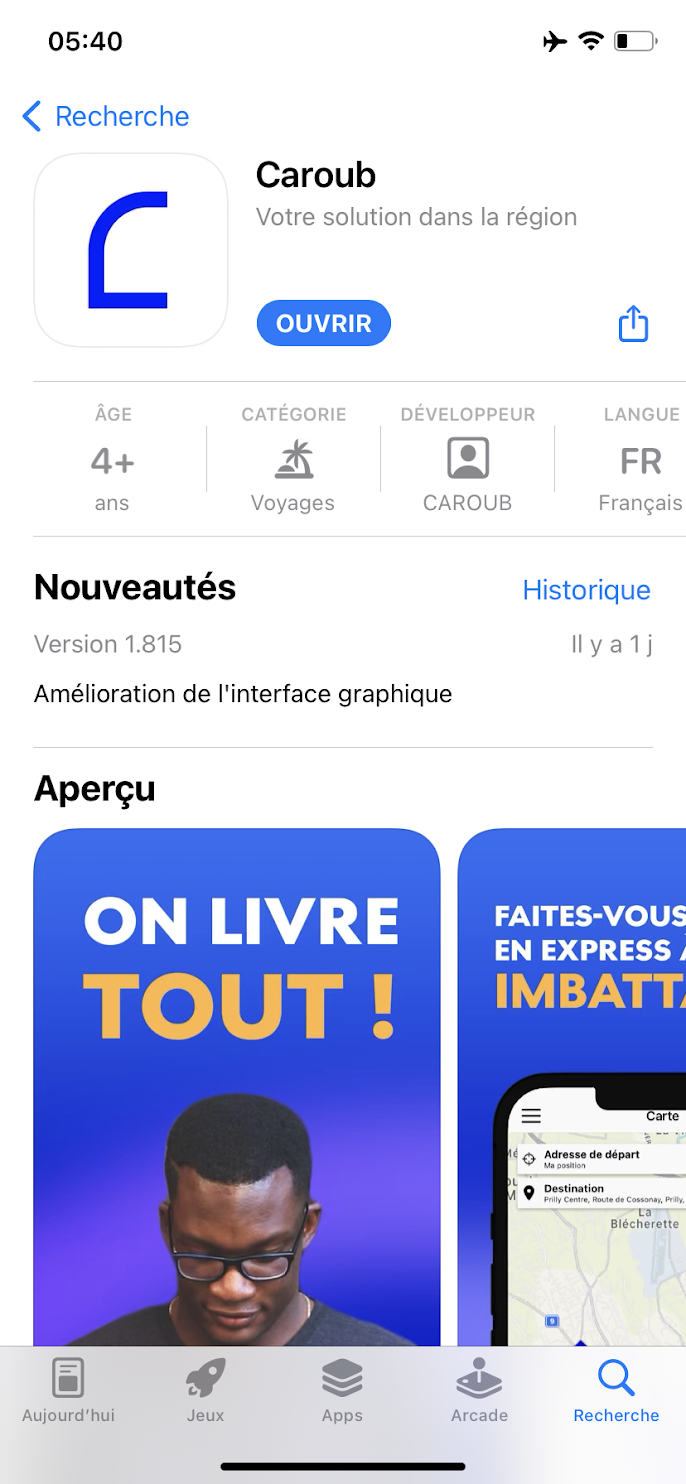 05:40
Recherche
Caroub
Votre solution dans la région
OUVRIR
ÂGE
4+
ans
CATÉGORIE
Voyages
DÉVELOPPEUR
CAROUB
LANGUE
FR
Français
Nouveautés
Historique
Version 1.815
Il y a 1 j
Amélioration de l'interface graphique
Aperçu
ON LIVRE
TOUT !
FAITES-VOUS
EN EXPRESS
IMBATTA
Carte
Adresse de départ
Ma position
Destination
Prilly Centre, Route de Cossonay, Prilly,
La
Blécherette
9
Aujourd'hui
Jeux
Apps
Arcade
Recherche